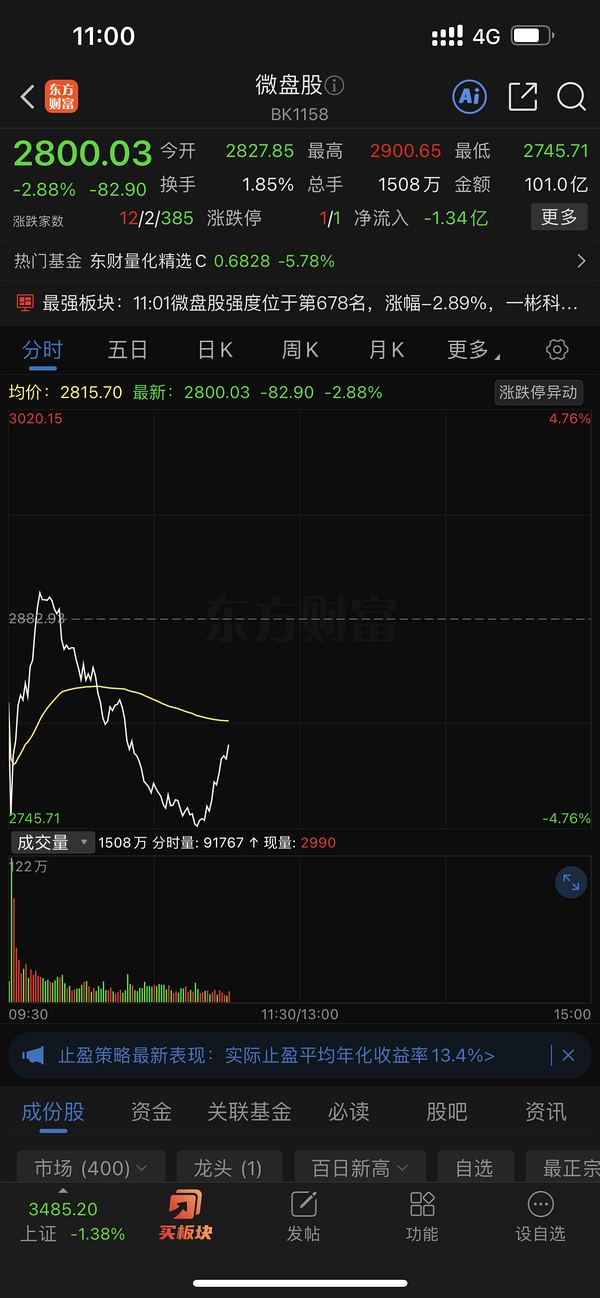 11:00 4G
东方财富 微盘股 Ai
BK1158
2800.03 今开 2827.85 最高 2900.65 最低 2745.71
-2.88% -82.90 换手 1.85% 总手 1508万 金额 101.0亿
涨跌家数 12/2/385 涨跌停 1/1 净流入 -1.34亿 更多
热门基金 东财量化精选C 0.6828 -5.78%
最强板块：11:01微盘股强度位于第678名，涨幅-2.89%，一彬科...
分时 五日 日K 周K 月K 更多
均价: 2815.70 最新: 2800.03 -82.90 -2.88% 涨跌停异动
3020.15 4.76%
2882.93 东方财富
2745.71 -4.76%
成交量 1508万 分时量: 91767 ↑ 现量: 2990
122万
09:30 11:30/13:00 15:00
止盈策略最新表现：实际止盈平均年化收益率13.4%>
成份股 资金 关联基金 必读 股吧 资讯
市场 (400) 龙头 (1) 百日新高 自选 最正宗
3485.20
上证 -1.38% 买板块 发帖 功能 设自选